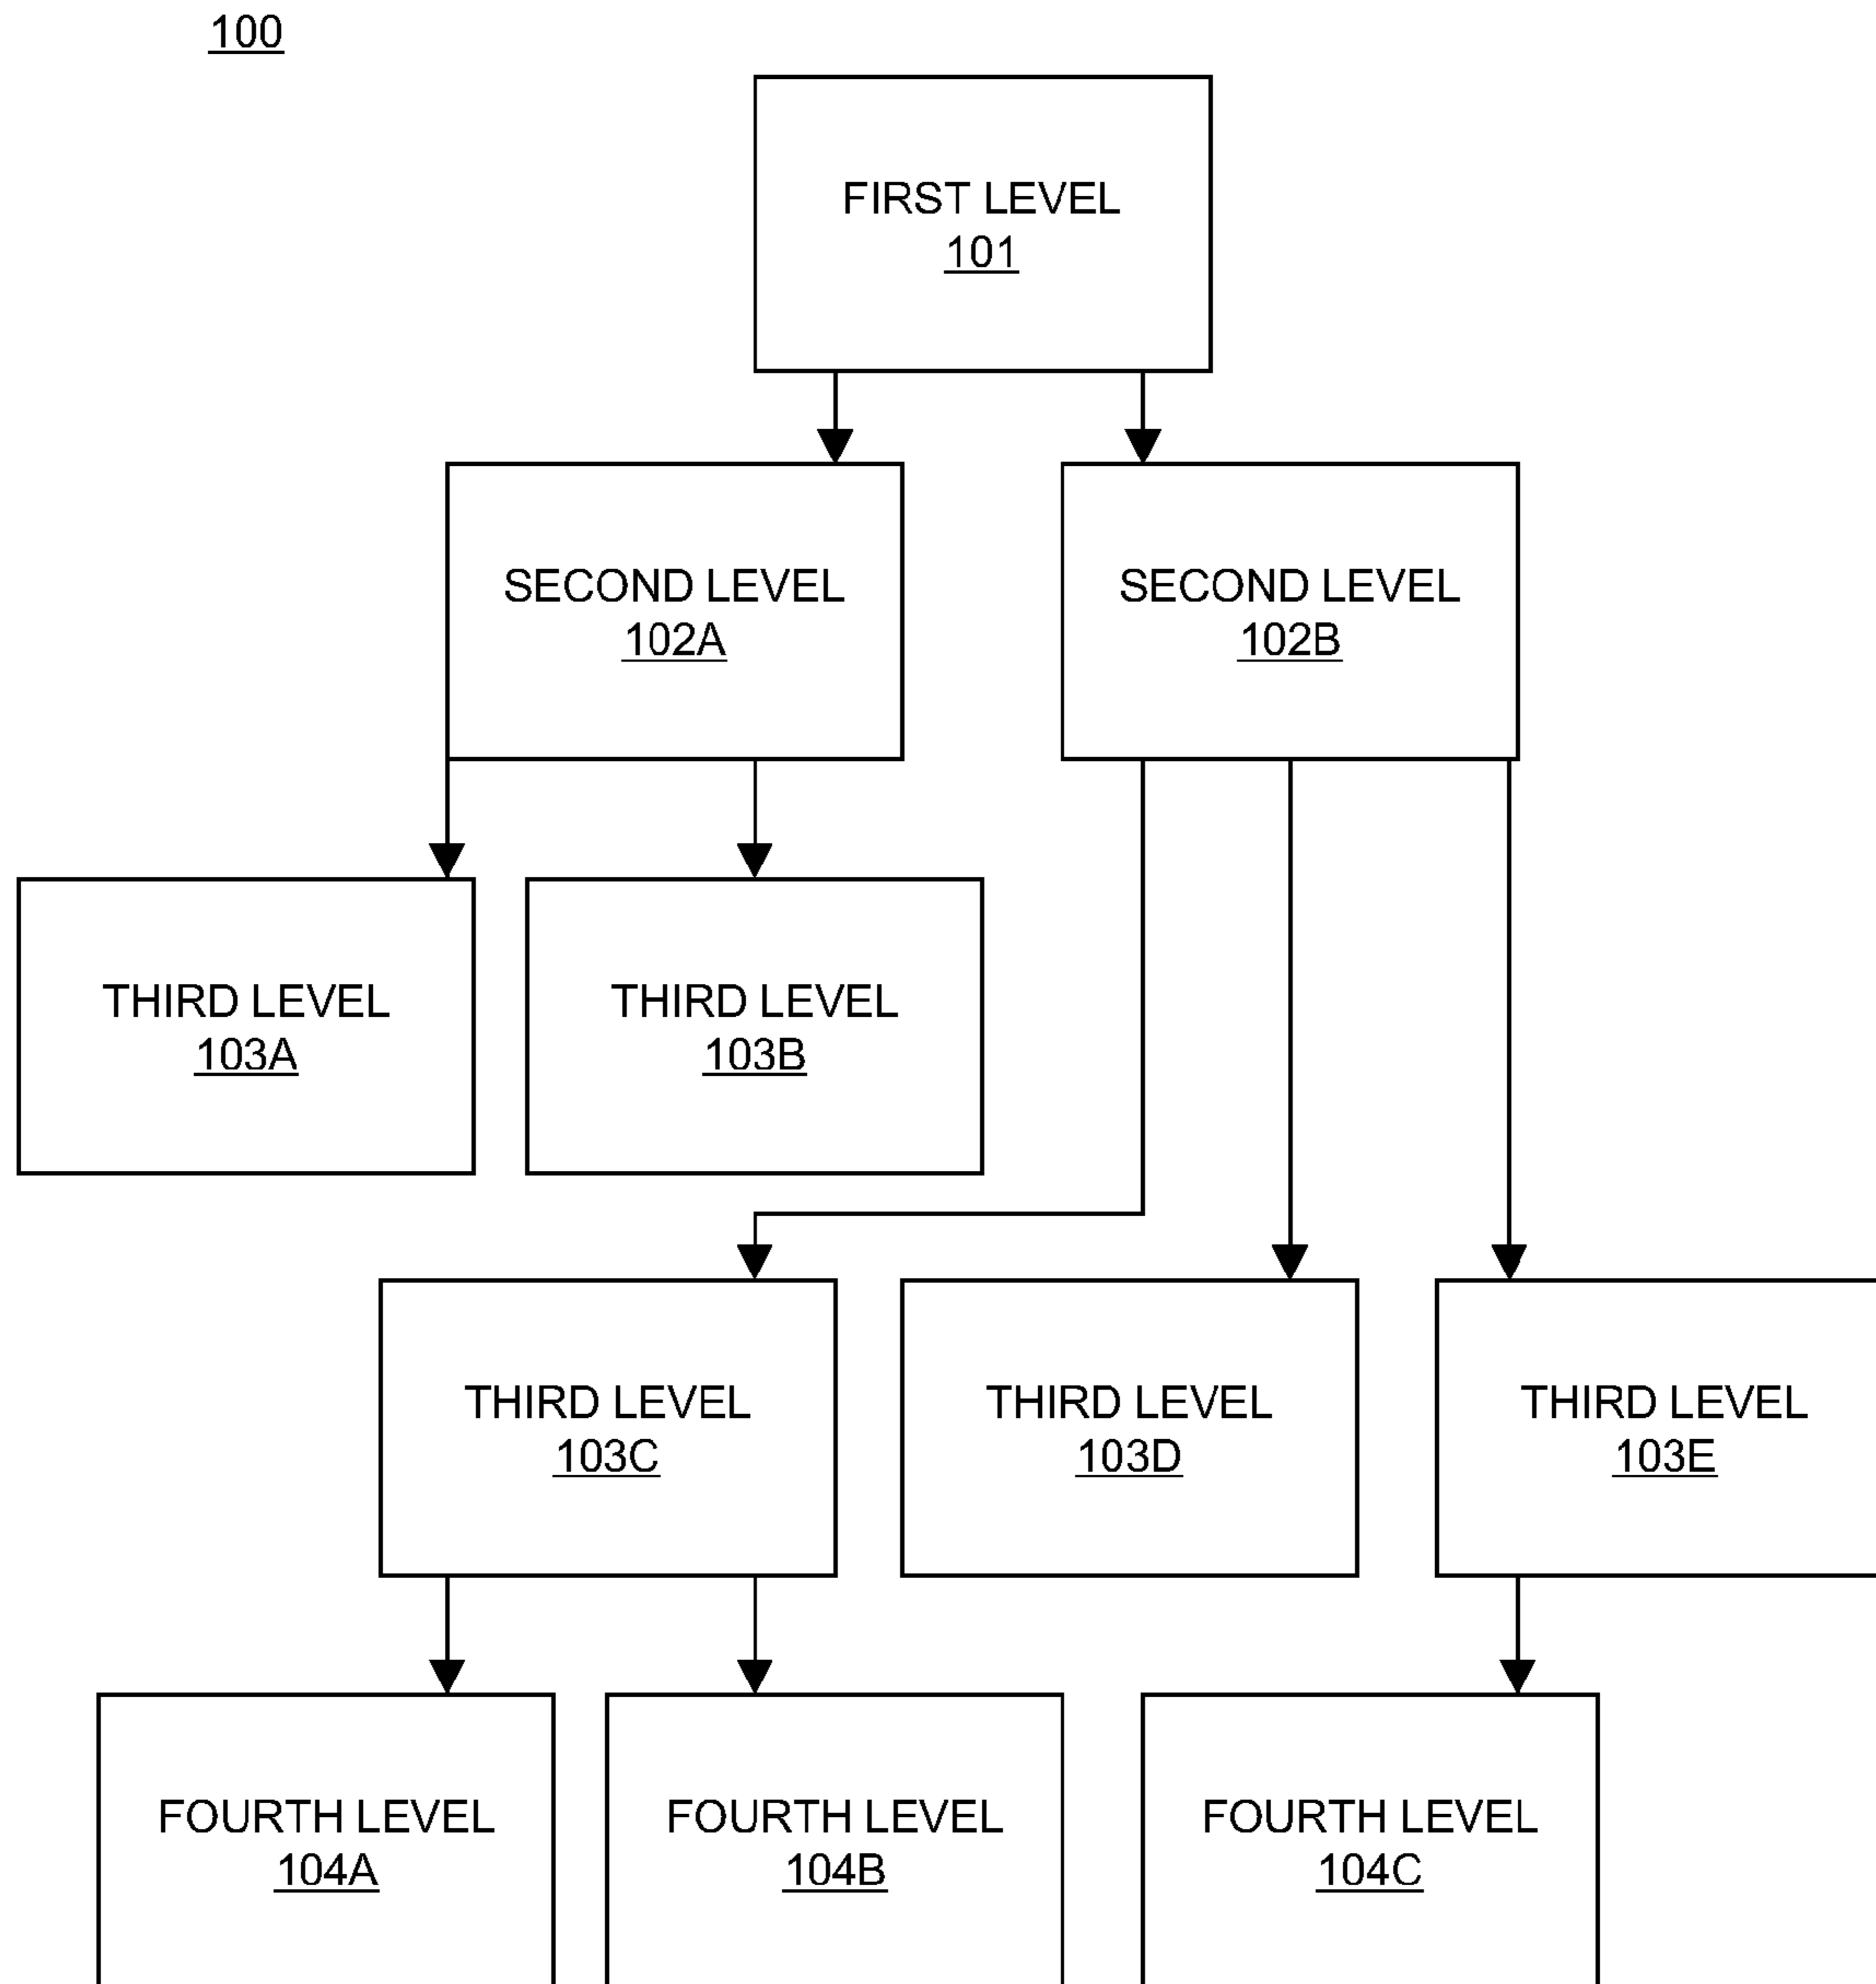 100
FIRST LEVEL
101
SECOND LEVEL
102A
SECOND LEVEL
102B
THIRD LEVEL
103A
THIRD LEVEL
103B
THIRD LEVEL
103C
THIRD LEVEL
103D
THIRD LEVEL
103E
FOURTH LEVEL
104A
FOURTH LEVEL
104B
FOURTH LEVEL
104C